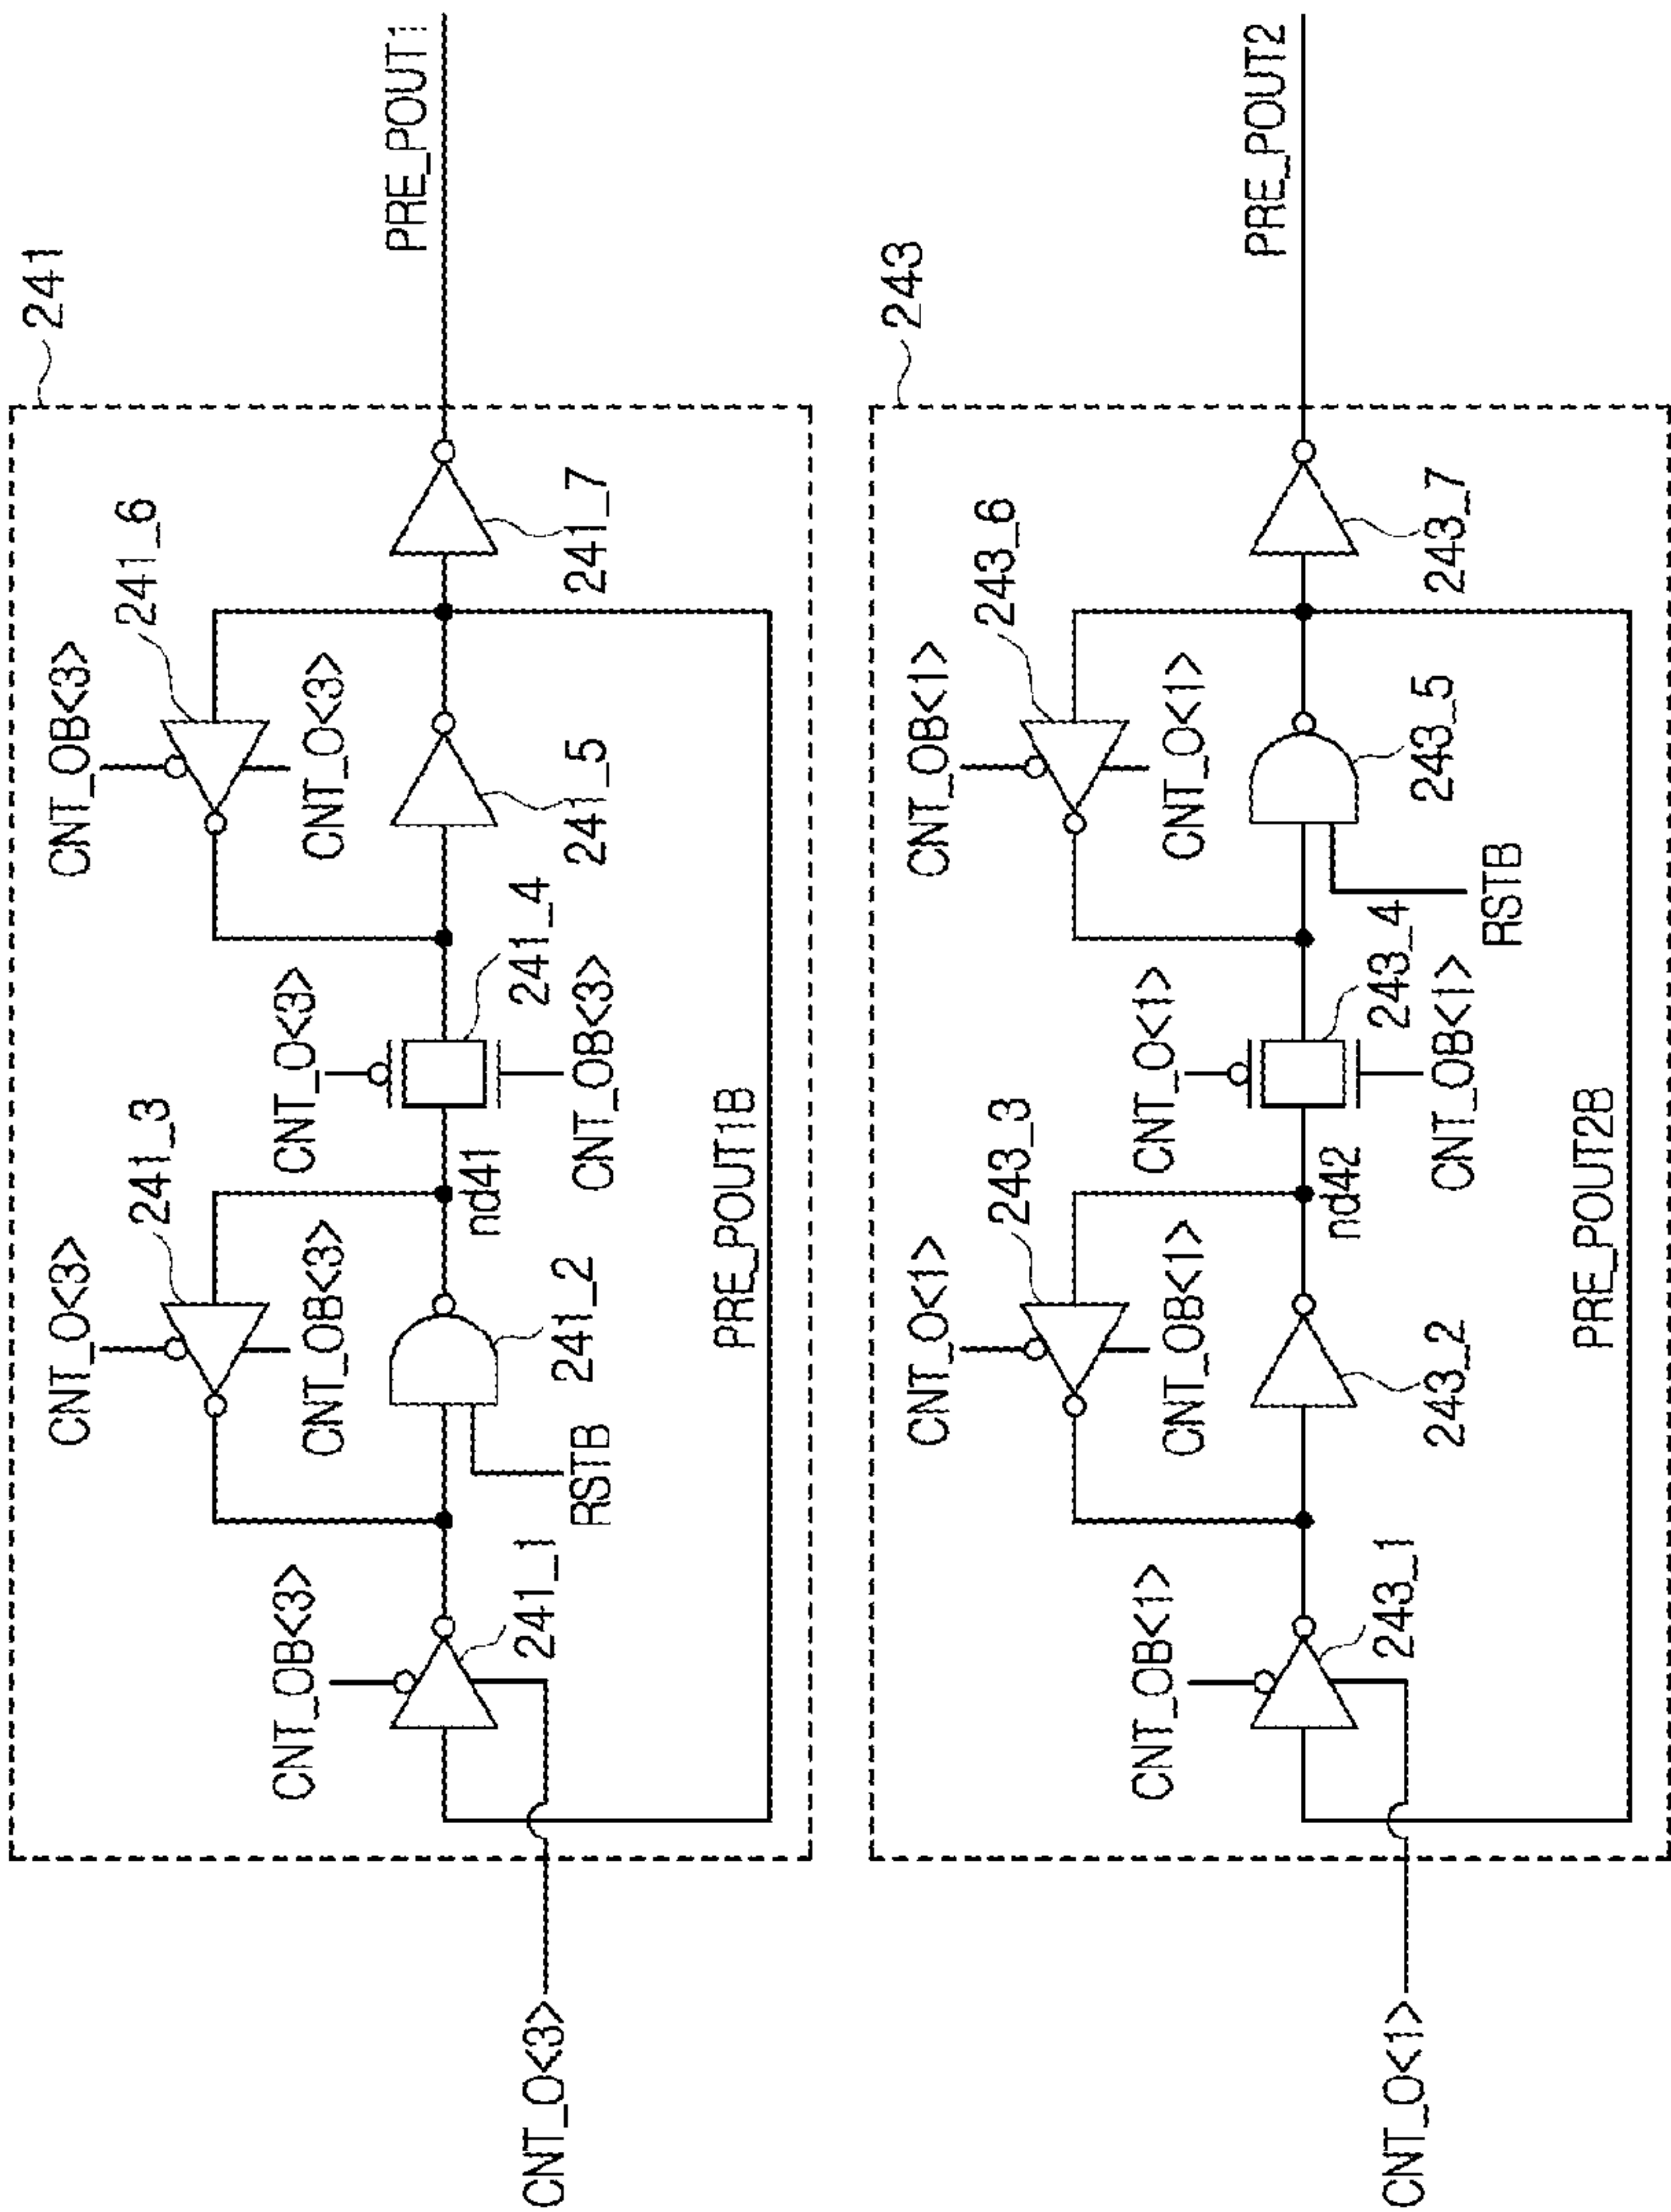 241
CNT_O<3>
CNT_OB<3>
241_3
241_6
CNT_OB<3>
CNT_O<3>
CNT_OB<3>
CNT_O<3>
PRE_POUT1
241_1
RSTB
241_2
nd41
CNT_OB<3>
241_4
241_5
241_7
CNT_O<3>
PRE_POUT1B
243
CNT_O<1>
CNT_OB<1>
243_3
243_6
CNT_OB<1>
CNT_OB<1>
CNT_O<1>
CNT_O<1>
PRE_POUT2
243_1
243_2
nd42
243_4
CNT_OB<1>
RSTB
243_5
243_7
CNT_O<1>
PRE_POUT2B